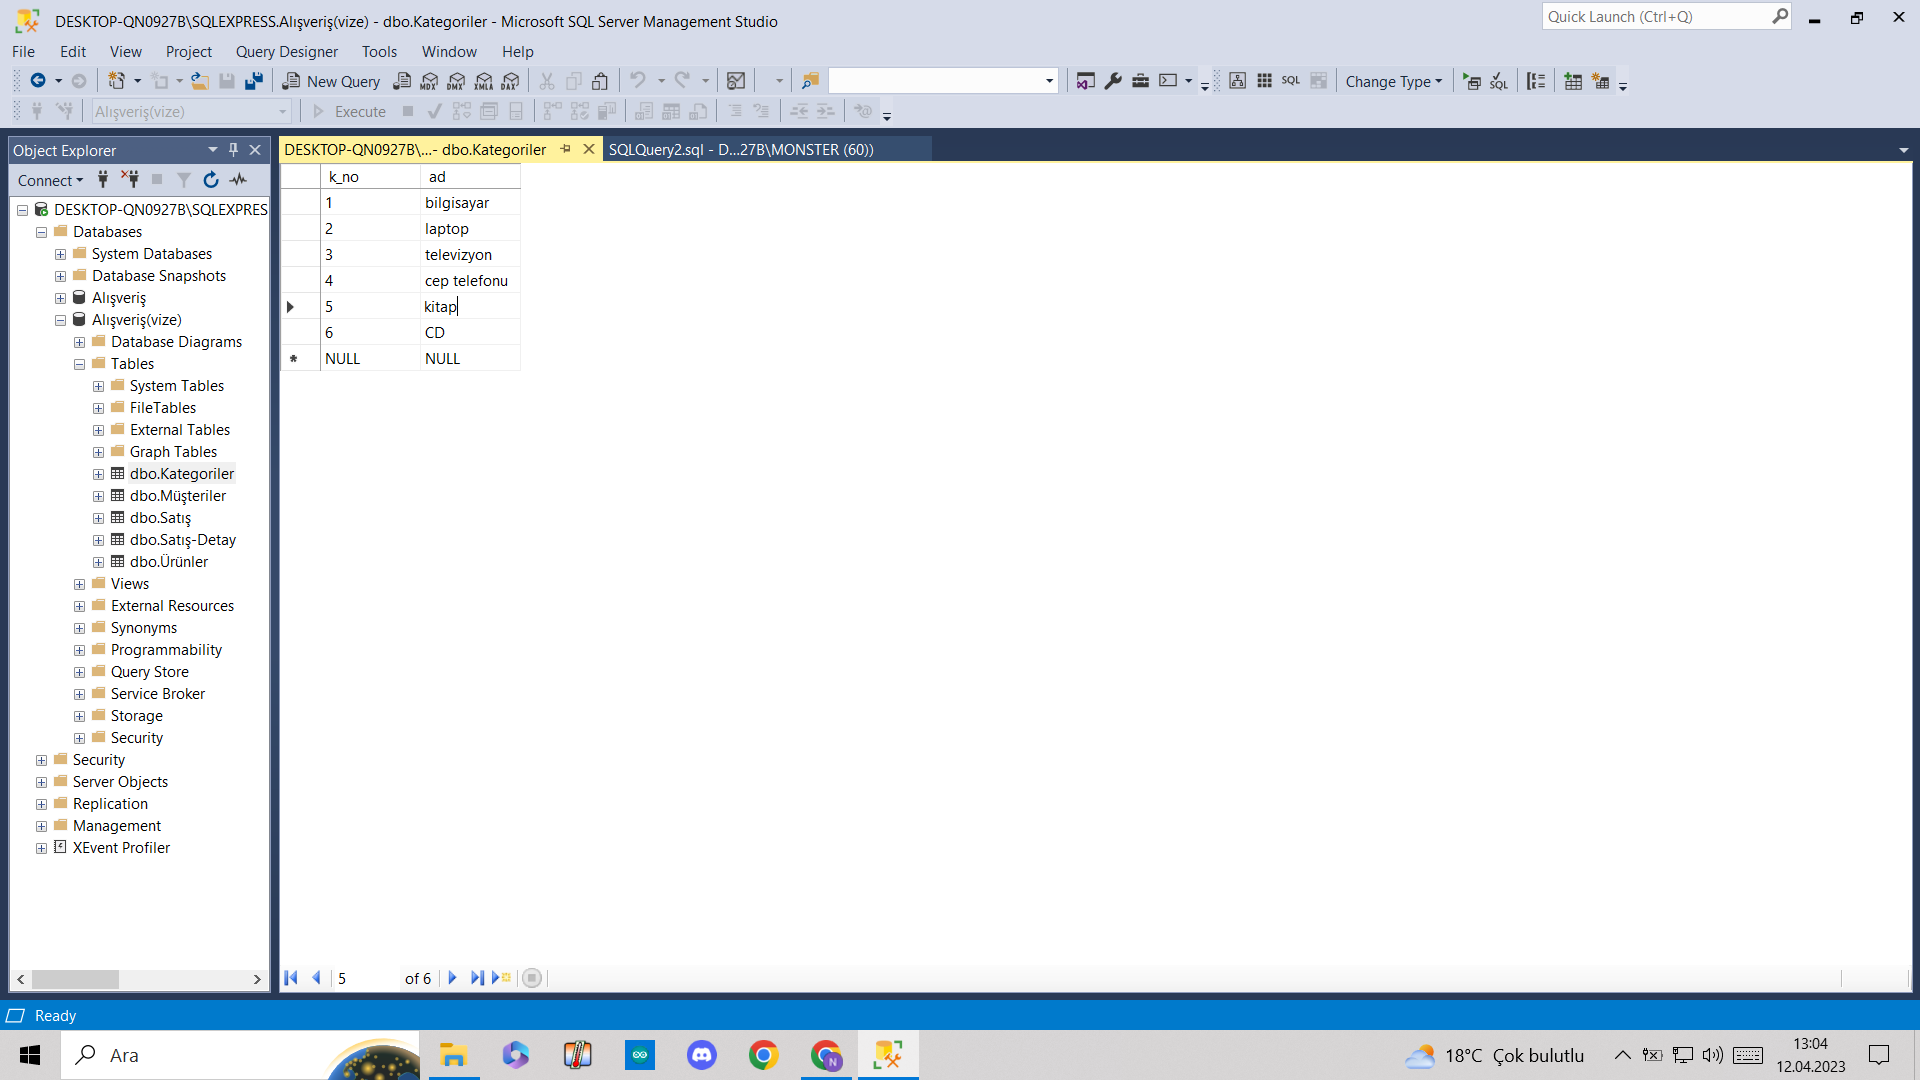 DESKTOP-QN0927B\SQLEXPRESS.Alışveriş(vize) - dbo.Kategoriler - Microsoft SQL Server Management Studio
Quick Launch (Ctrl+Q)
File Edit View Project Query Designer Tools Window Help
New Query MDX DMX XMLA DAX SQL Change Type SQL
Alışveriş(vize) Execute
Object Explorer
DESKTOP-QN0927B\...- dbo.Kategoriler
SQLQuery2.sql - D...27B\MONSTER (60))
Connect
k_no ad
1 bilgisayar
2 laptop
3 televizyon
4 cep telefonu
5 kitap
6 CD
NULL NULL
DESKTOP-QN0927B\SQLEXPRES
Databases
System Databases
Database Snapshots
Alışveriş
Alışveriş(vize)
Database Diagrams
Tables
System Tables
FileTables
External Tables
Graph Tables
dbo.Kategoriler
dbo.Müşteriler
dbo.Satış
dbo.Satış-Detay
dbo.Ürünler
Views
External Resources
Synonyms
Programmability
Query Store
Service Broker
Storage
Security
Security
Server Objects
Replication
Management
XEvent Profiler
5 of 6
Ready
Ara
N
18°C Çok bulutlu
13:04
12.04.2023